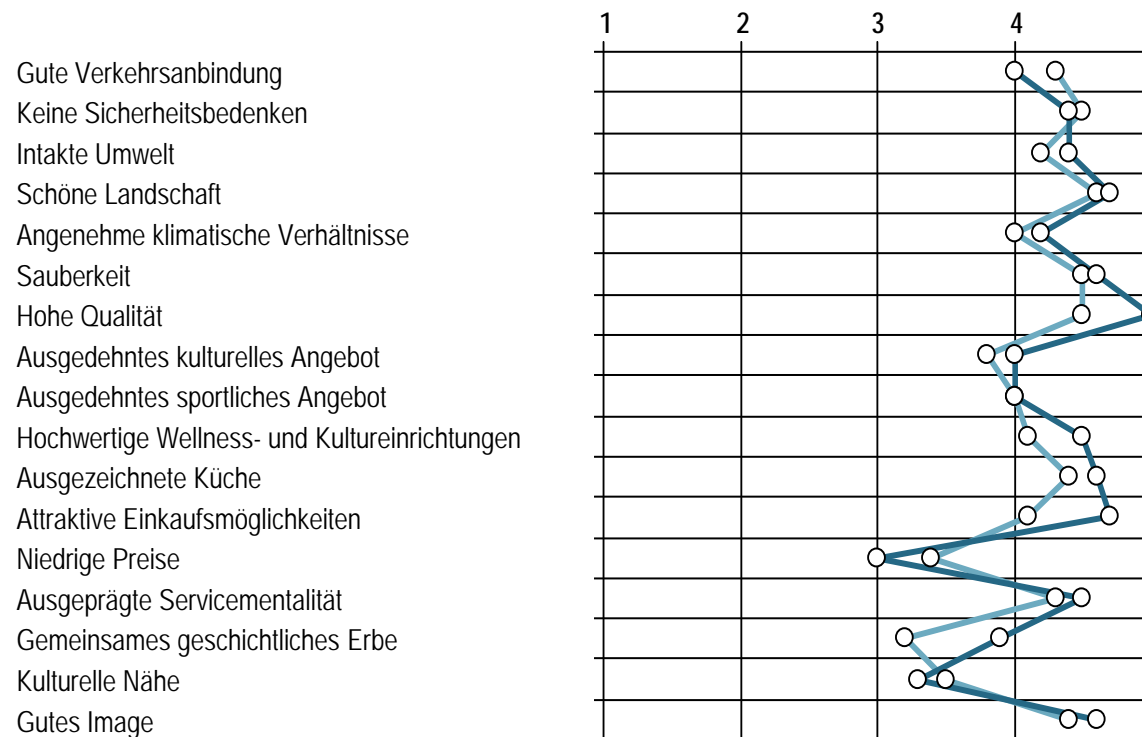 1 2 3 4
Gute Verkehrsanbindung
Keine Sicherheitsbedenken
Intakte Umwelt
Schöne Landschaft
Angenehme klimatische Verhältnisse
Sauberkeit
Hohe Qualität
Ausgedehntes kulturelles Angebot
Ausgedehntes sportliches Angebot
Hochwertige Wellness- und Kultureinrichtungen
Ausgezeichnete Küche
Attraktive Einkaufsmöglichkeiten
Niedrige Preise
Ausgeprägte Servicementalität
Gemeinsames geschichtliches Erbe
Kulturelle Nähe
Gutes Image